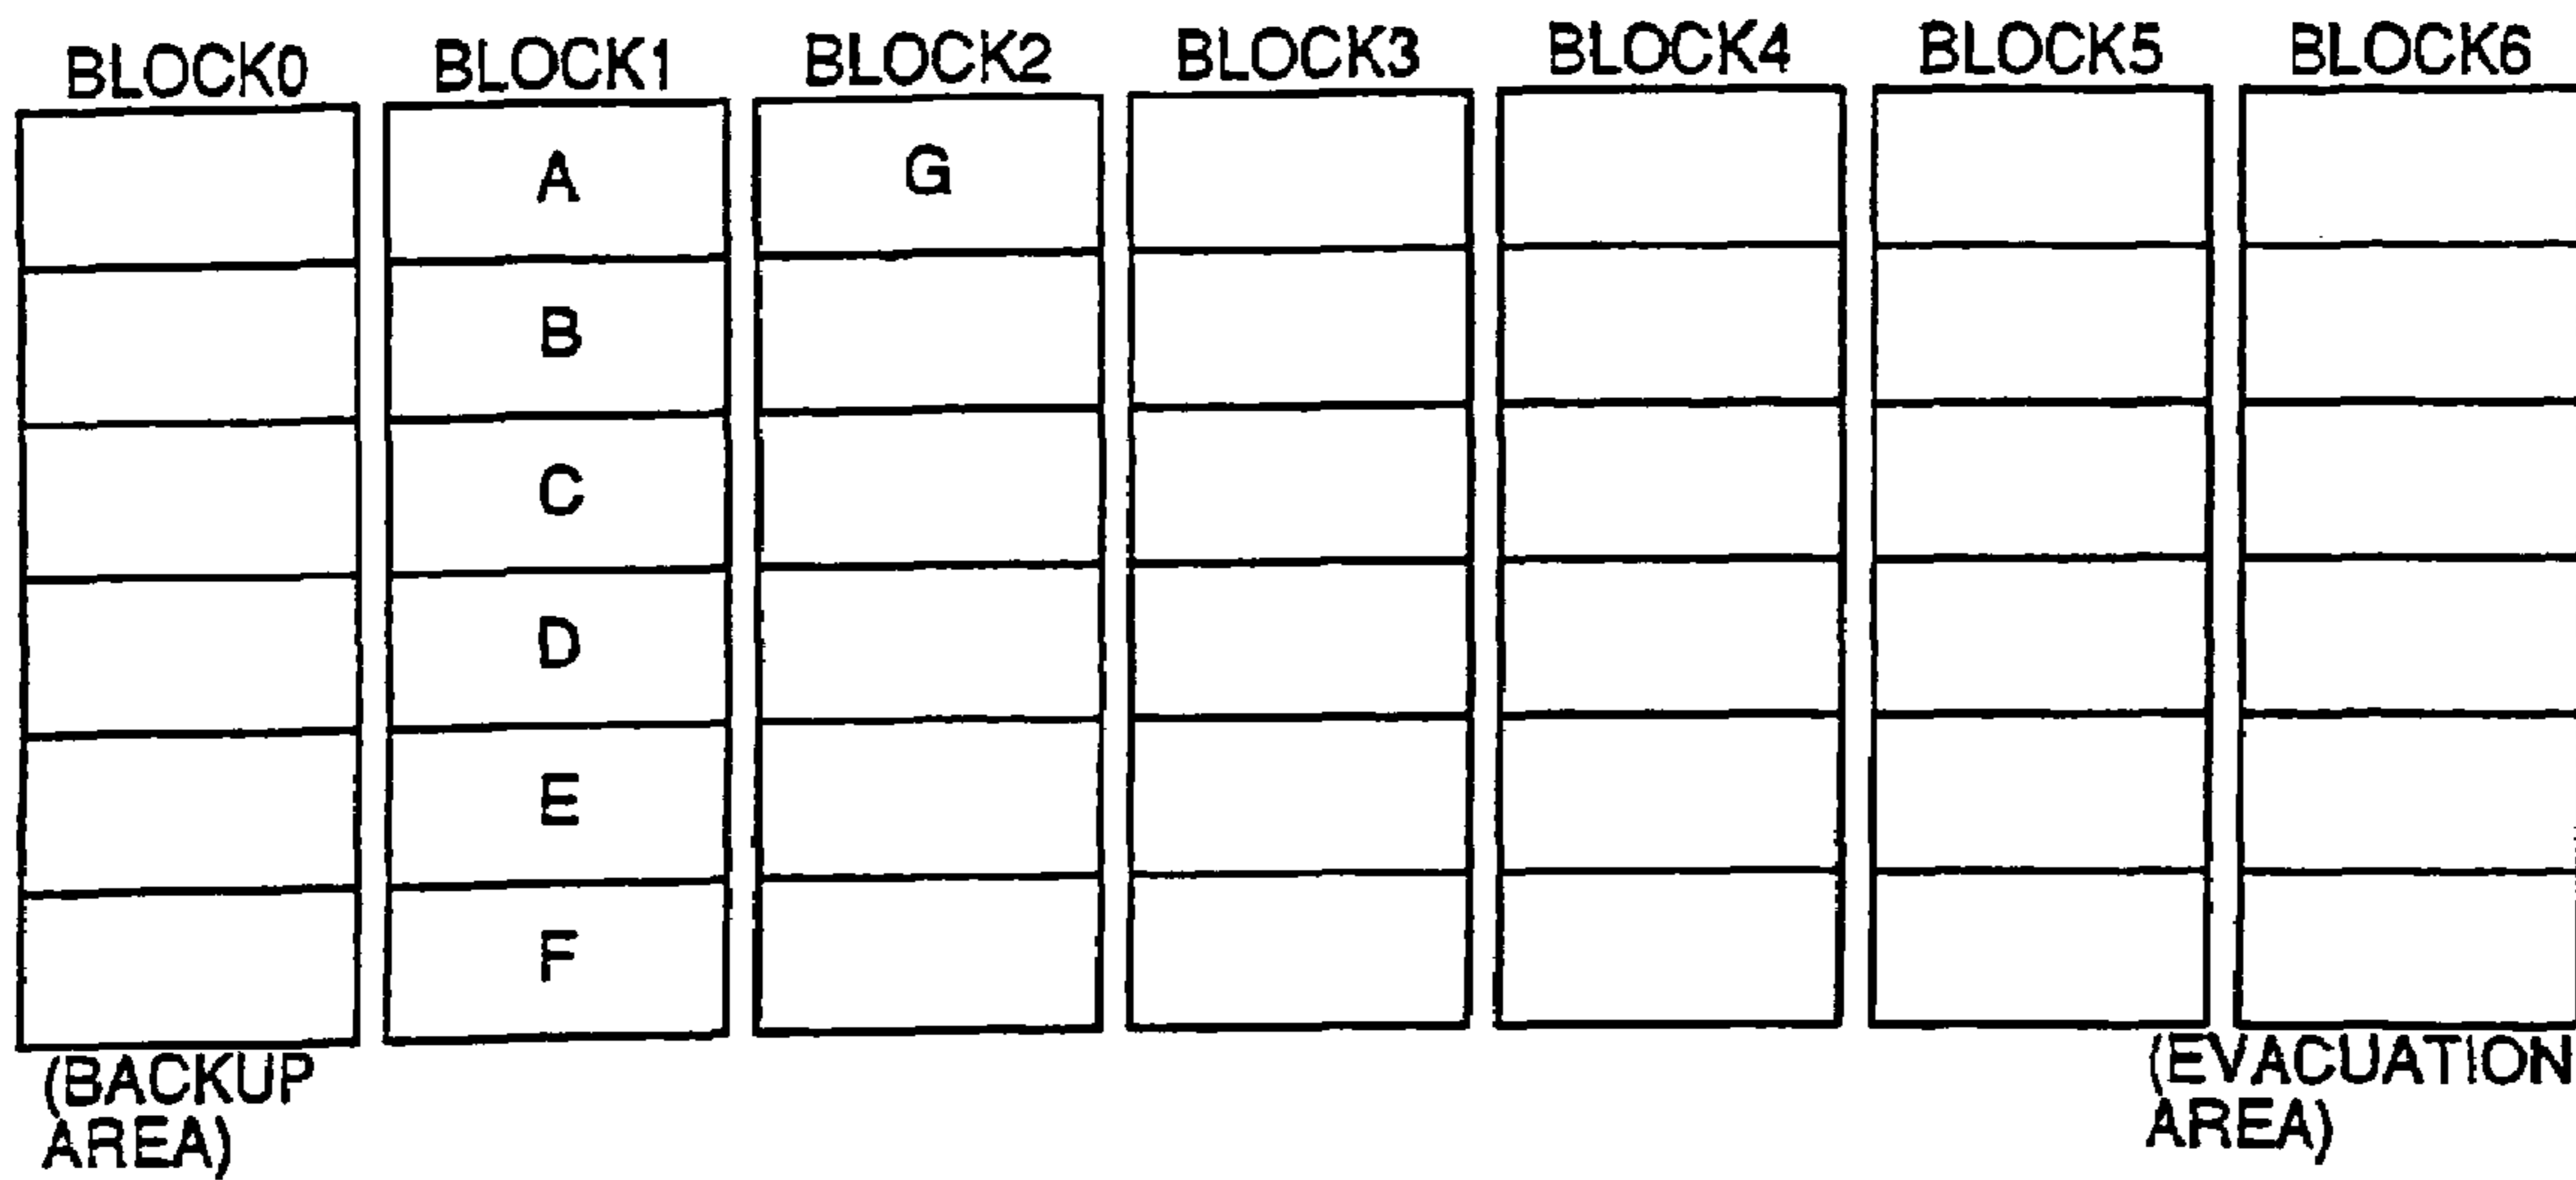 BLOCK0 BLOCK1 BLOCK2 BLOCK3 BLOCK4 BLOCK5 BLOCK6
A G
B
C
D
E
F
(BACKUP AREA)
(EVACUATION AREA)